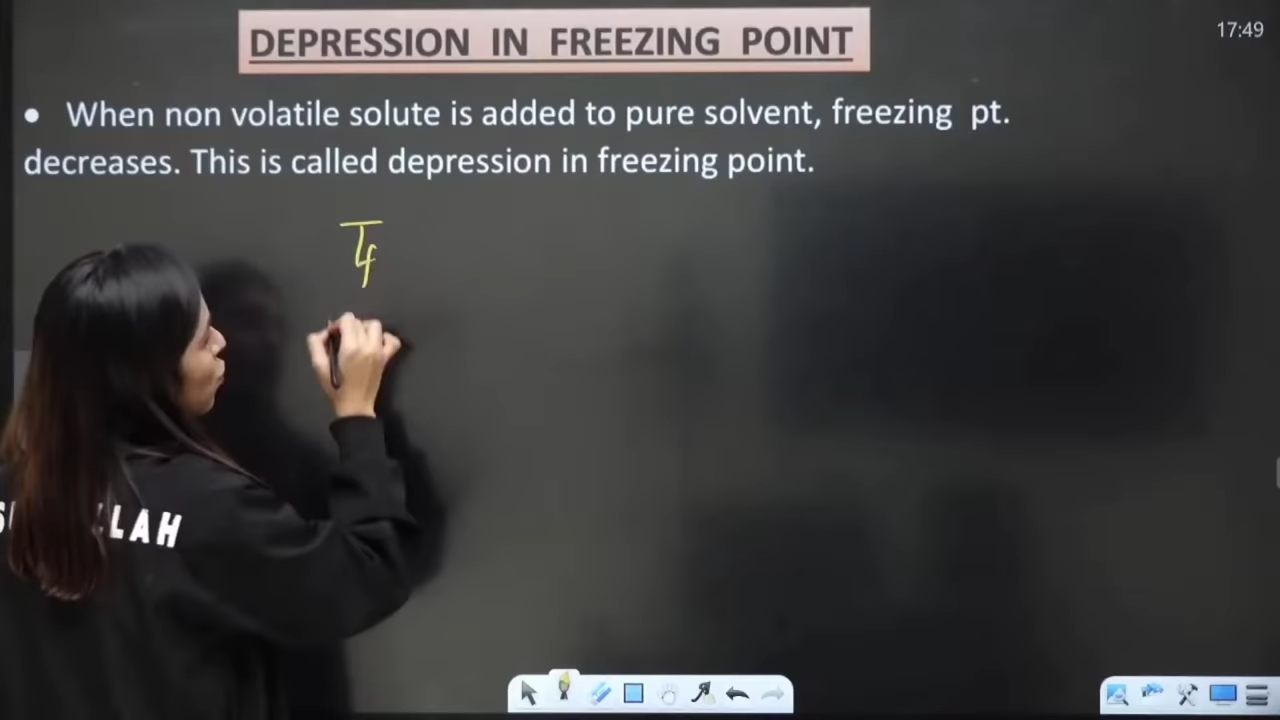 17:49
DEPRESSION IN FREEZING POINT
• When non volatile solute is added to pure solvent, freezing pt.
decreases. This is called depression in freezing point.
Tf
LAH